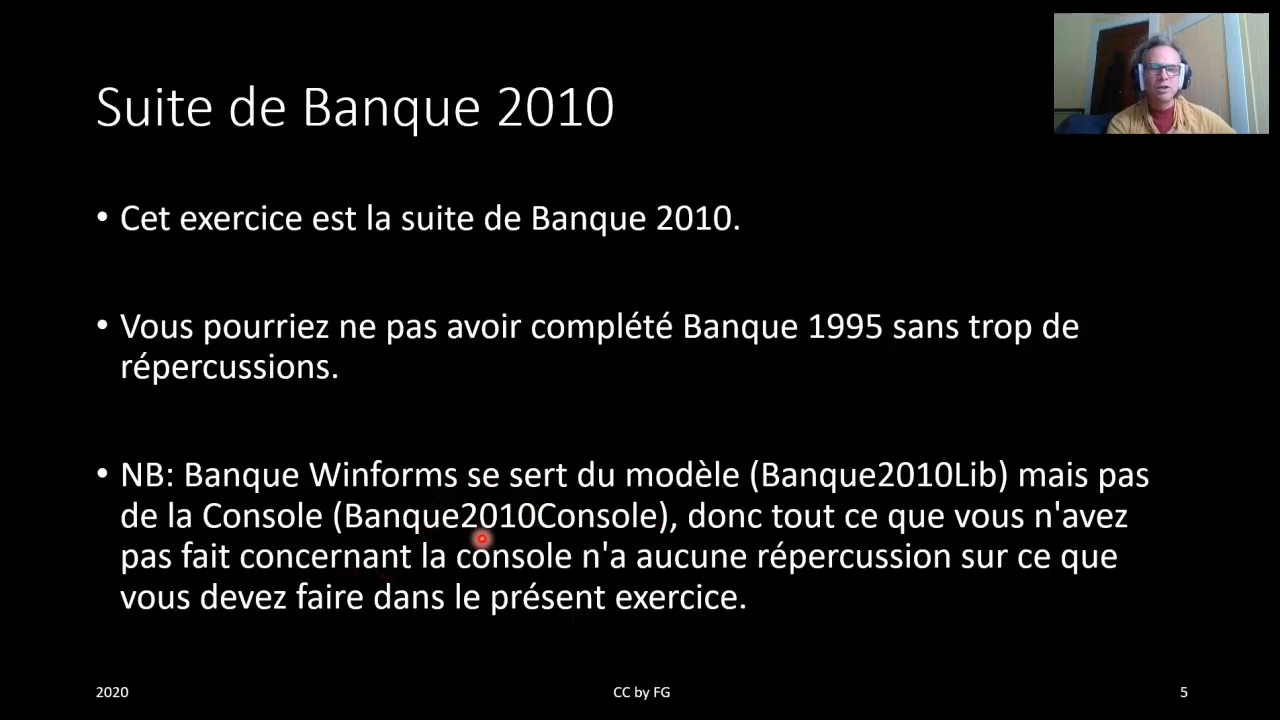 Suite de Banque 2010
• Cet exercice est la suite de Banque 2010.
• Vous pourriez ne pas avoir complété Banque 1995 sans trop de
répercussions.
• NB: Banque Winforms se sert du modèle (Banque2010Lib) mais pas
de la Console (Banque2010Console), donc tout ce que vous n'avez
pas fait concernant la console n'a aucune répercussion sur ce que
vous devez faire dans le présent exercice.
2020
CC by FG
5